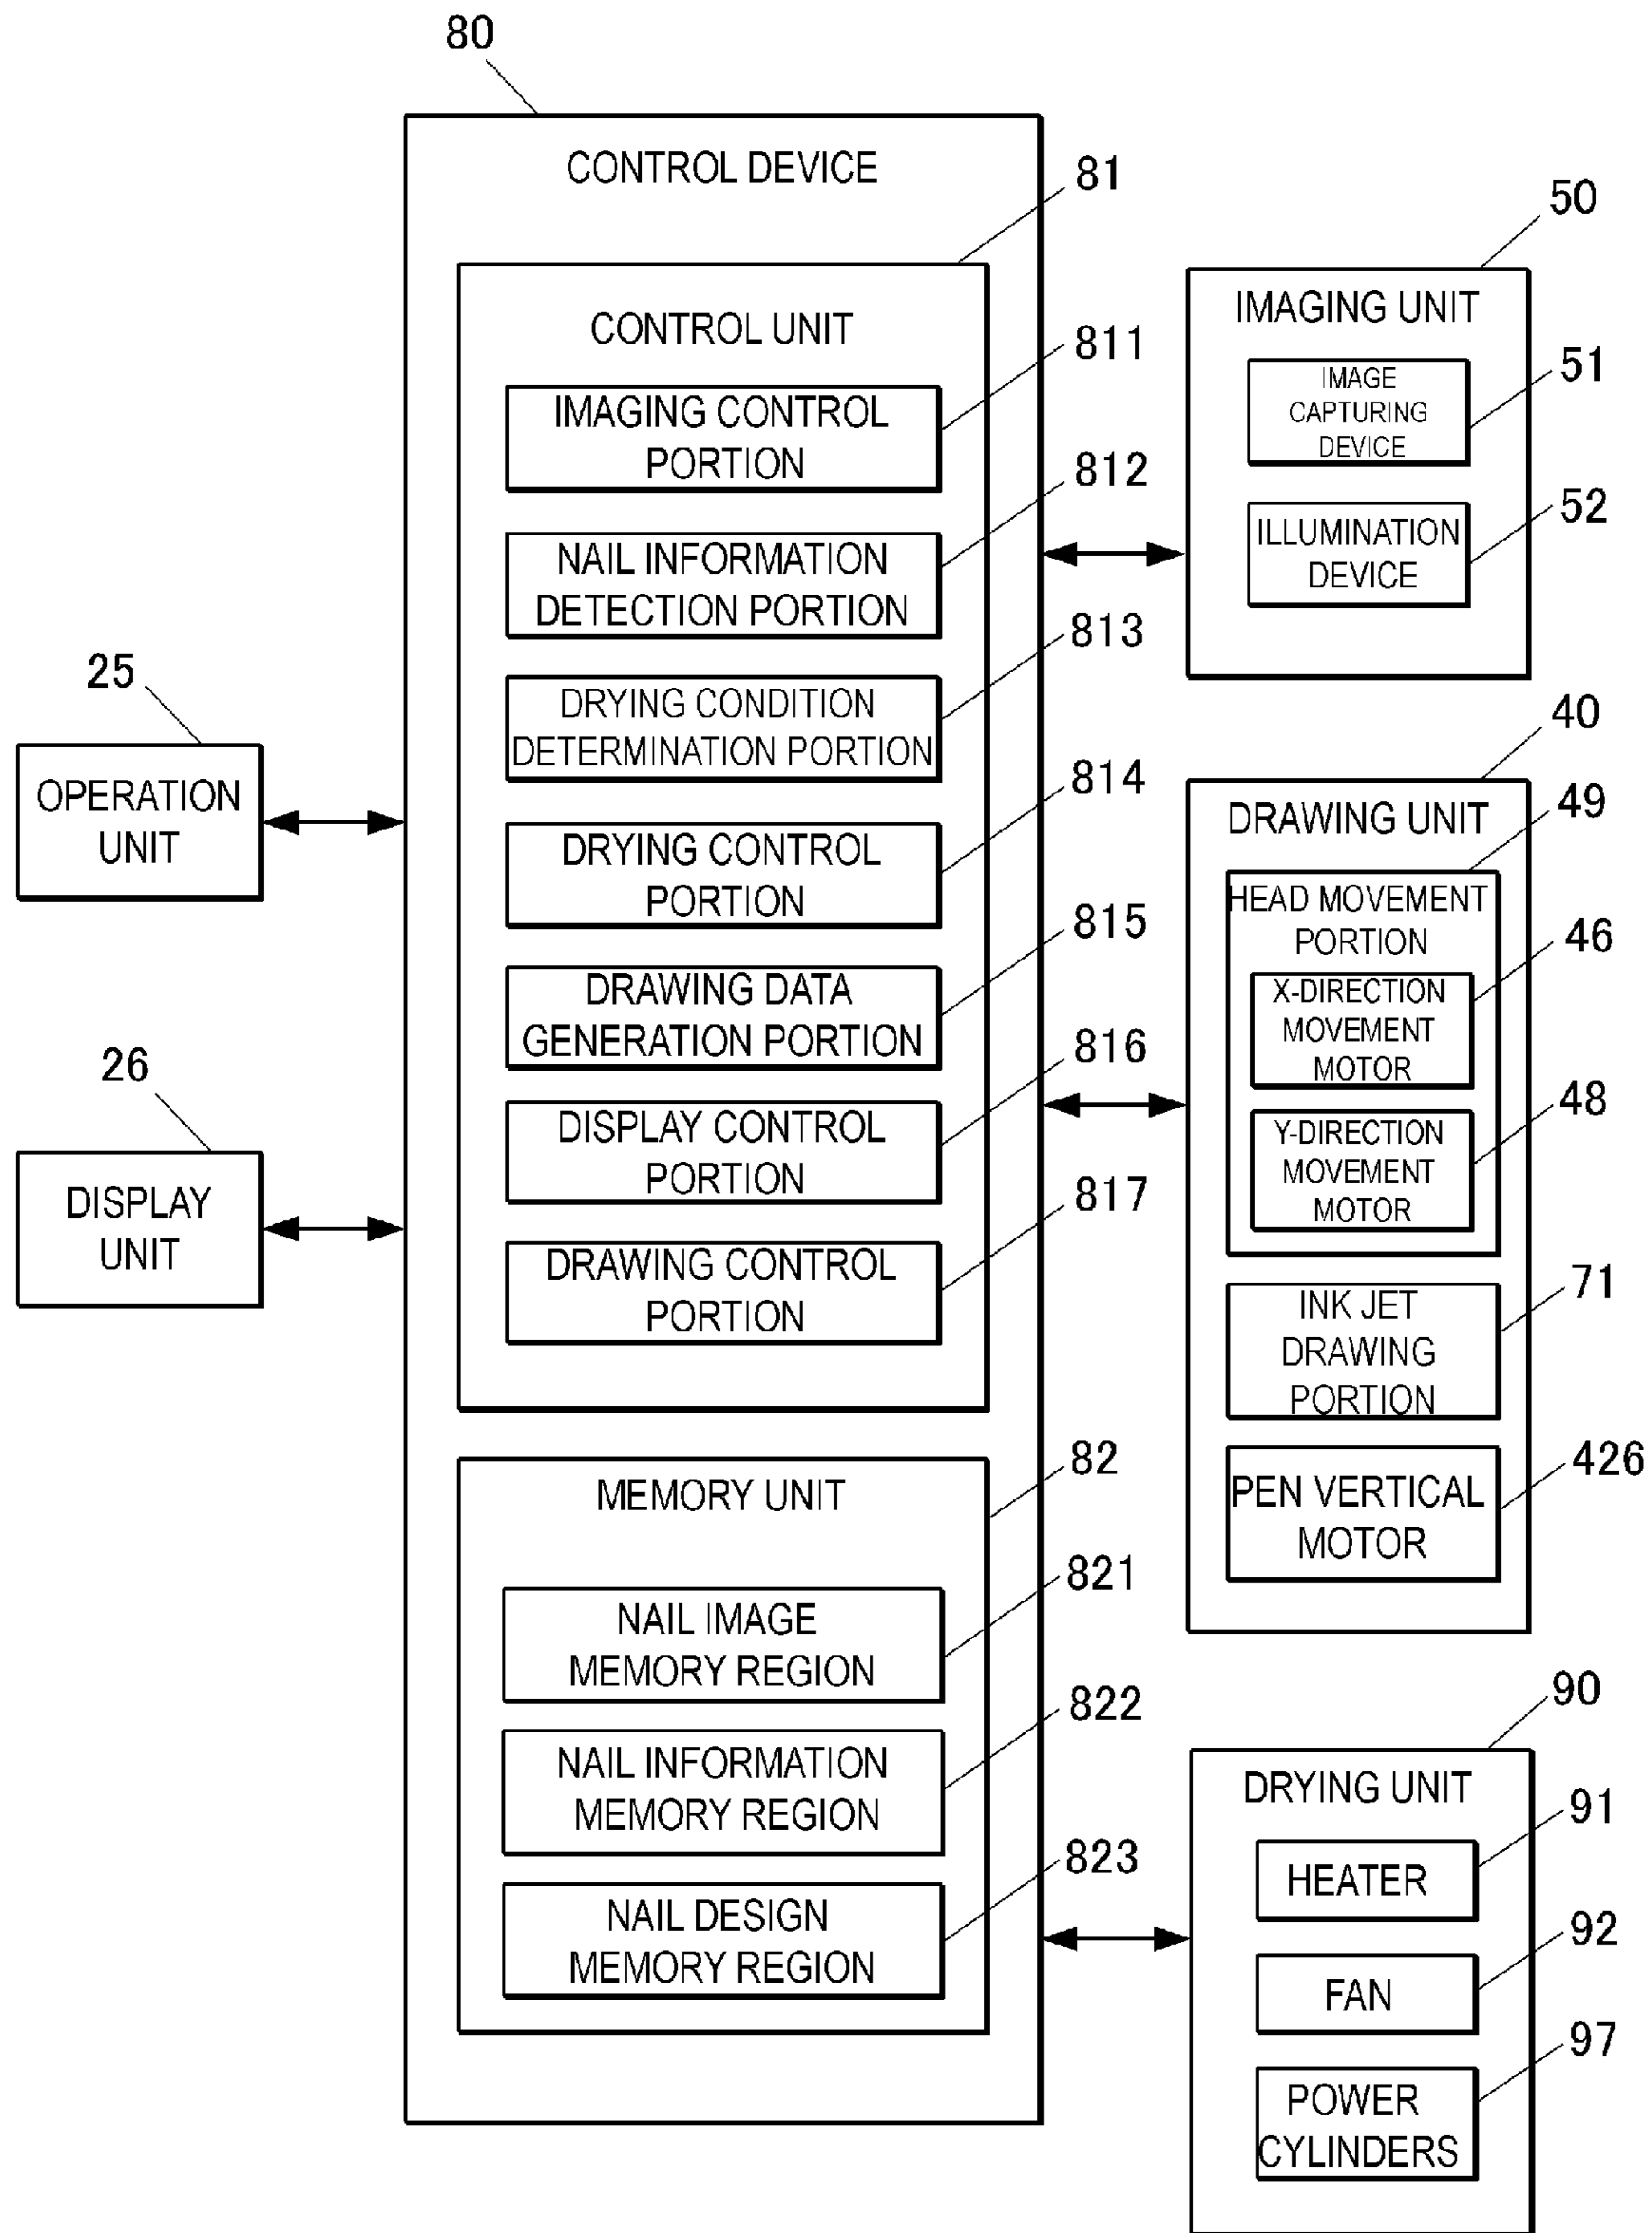 80
CONTROL DEVICE
81
CONTROL UNIT
811
IMAGING CONTROL
PORTION
812
NAIL INFORMATION
DETECTION PORTION
813
DRYING CONDITION
DETERMINATION PORTION
814
DRYING CONTROL
PORTION
815
DRAWING DATA
GENERATION PORTION
816
DISPLAY CONTROL
PORTION
817
DRAWING CONTROL
PORTION
82
MEMORY UNIT
821
NAIL IMAGE
MEMORY REGION
822
NAIL INFORMATION
MEMORY REGION
823
NAIL DESIGN
MEMORY REGION
25
OPERATION
UNIT
26
DISPLAY
UNIT
50
IMAGING UNIT
51
IMAGE
CAPTURING
DEVICE
52
ILLUMINATION
DEVICE
40
DRAWING UNIT
49
HEAD MOVEMENT
PORTION
46
X-DIRECTION
MOVEMENT
MOTOR
48
Y-DIRECTION
MOVEMENT
MOTOR
71
INK JET
DRAWING
PORTION
426
PEN VERTICAL
MOTOR
90
DRYING UNIT
91
HEATER
92
FAN
97
POWER
CYLINDERS